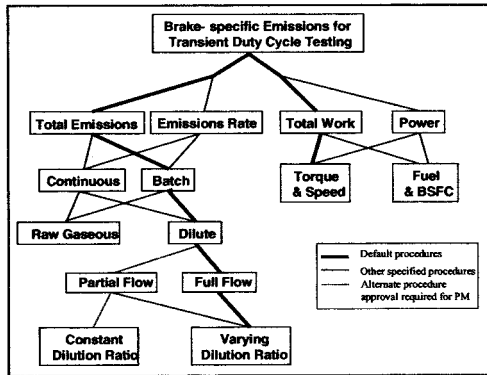 Brake- specific Emissions for
Transient Duty Cycle Testing
Total Emissions
Emissions Rate
Total Work
Power
Continuous
Batch
Torque
& Speed
Fuel
& BSFC
Raw Gaseous
Dilute
Default procedures
Other specified procedures
Alternate procedure
approval required for PM
Partial Flow
Full Flow
Constant
Dilution Ratio
Varying
Dilution Ratio